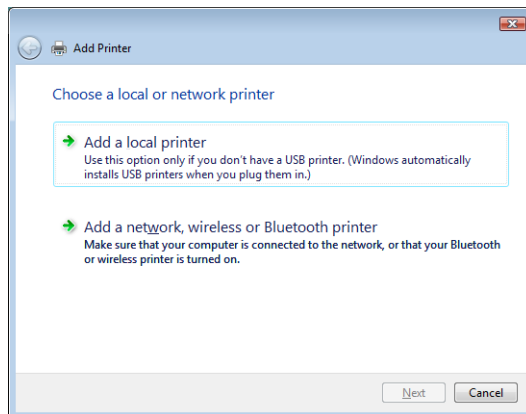 Add Printer
Choose a local or network printer
Add a local printer
Use this option only if you don't have a USB printer. (Windows automatically
installs USB printers when you plug them in.)
Add a network, wireless or Bluetooth printer
Make sure that your computer is connected to the network, or that your Bluetooth
or wireless printer is turned on.
Next Cancel